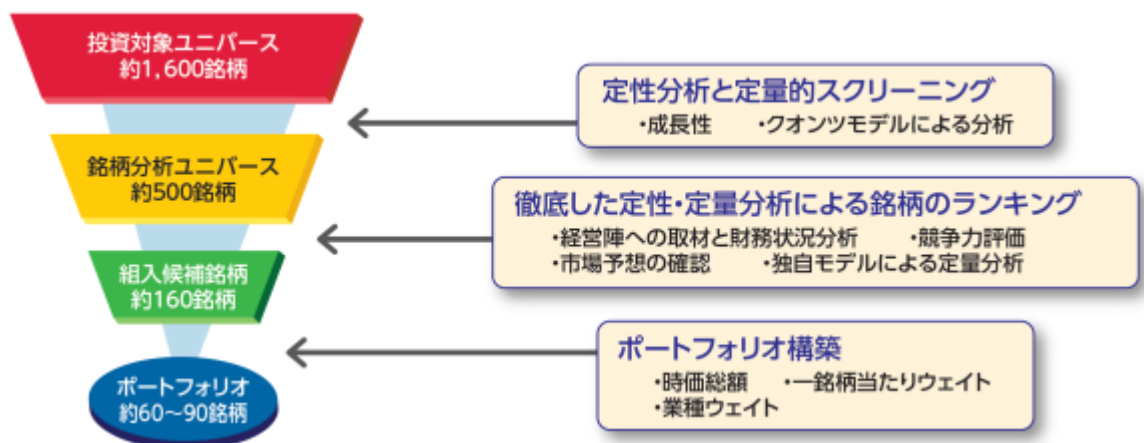 投資対象ユニバース
約1,600銘柄
定性分析と定量的スクリーニング
・成長性 ・クオンツモデルによる分析
銘柄分析ユニバース
約500銘柄
徹底した定性・定量分析による銘柄のランキング
・経営陣への取材と財務状況分析 ・競争力評価
・市場予想の確認 ・独自モデルによる定量分析
組入候補銘柄
約160銘柄
ポートフォリオ構築
・時価総額 ・一銘柄当たりウェイト
・業種ウェイト
ポートフォリオ
約60〜90銘柄